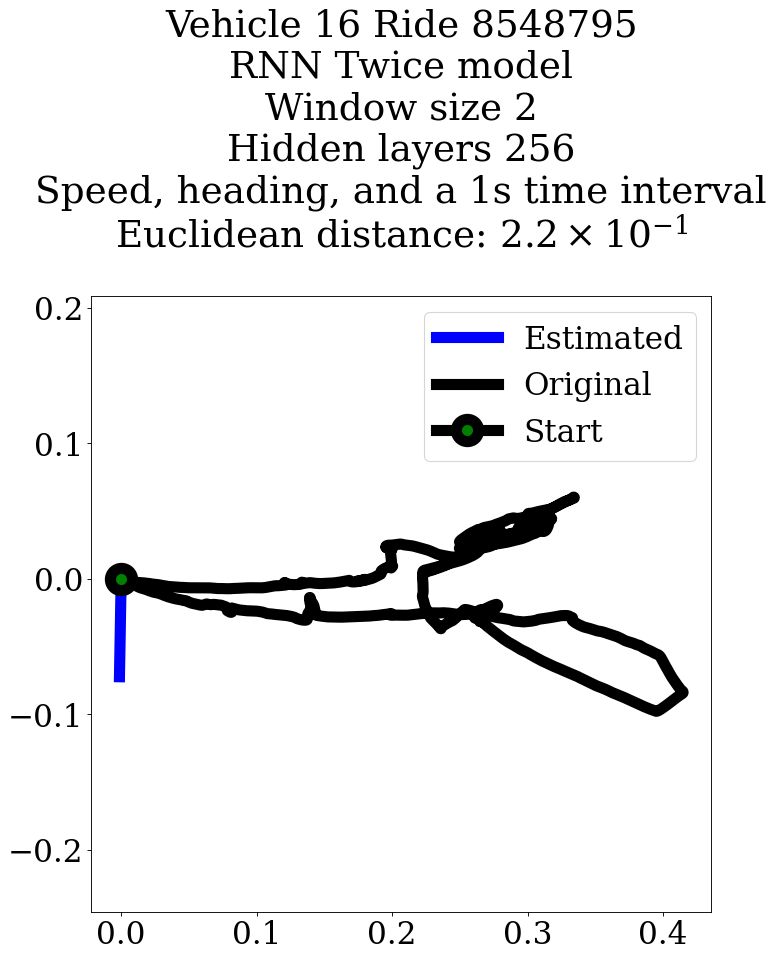 Vehicle 16 Ride 8548795
RNN Twice model
Window size 2
Hidden layers 256
Speed, heading, and a 1s time interval
Euclidean distance: 2.2 × 10⁻¹
Estimated
Original
Start
0.2
0.1
0.0
−0.1
−0.2
0.0 0.1 0.2 0.3 0.4